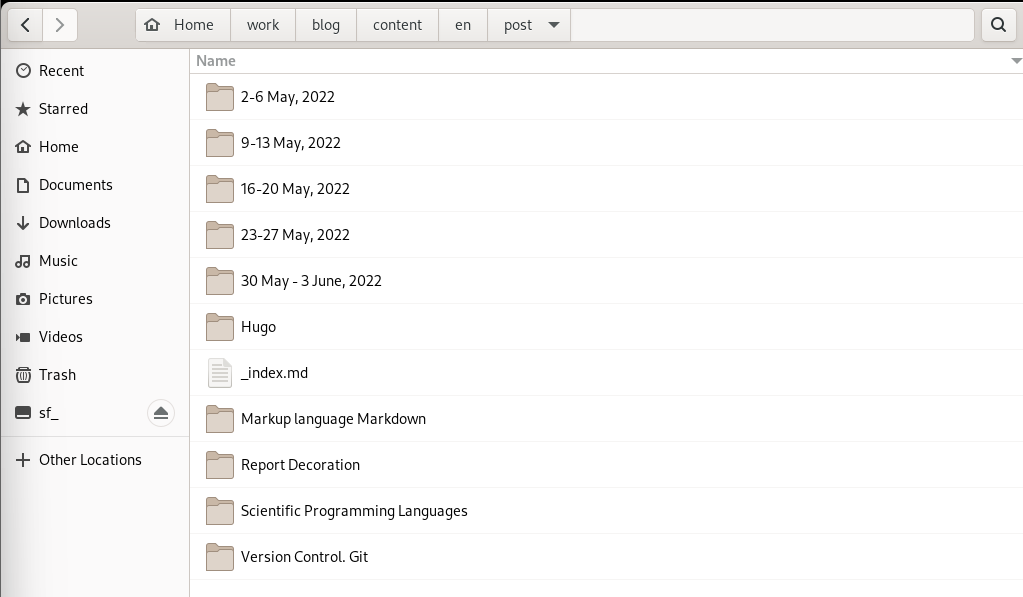 Home work blog content en post
Name
Recent
Starred
Home
Documents
Downloads
Music
Pictures
Videos
Trash
sf_
Other Locations
2-6 May, 2022
9-13 May, 2022
16-20 May, 2022
23-27 May, 2022
30 May - 3 June, 2022
Hugo
_index.md
Markup language Markdown
Report Decoration
Scientific Programming Languages
Version Control. Git